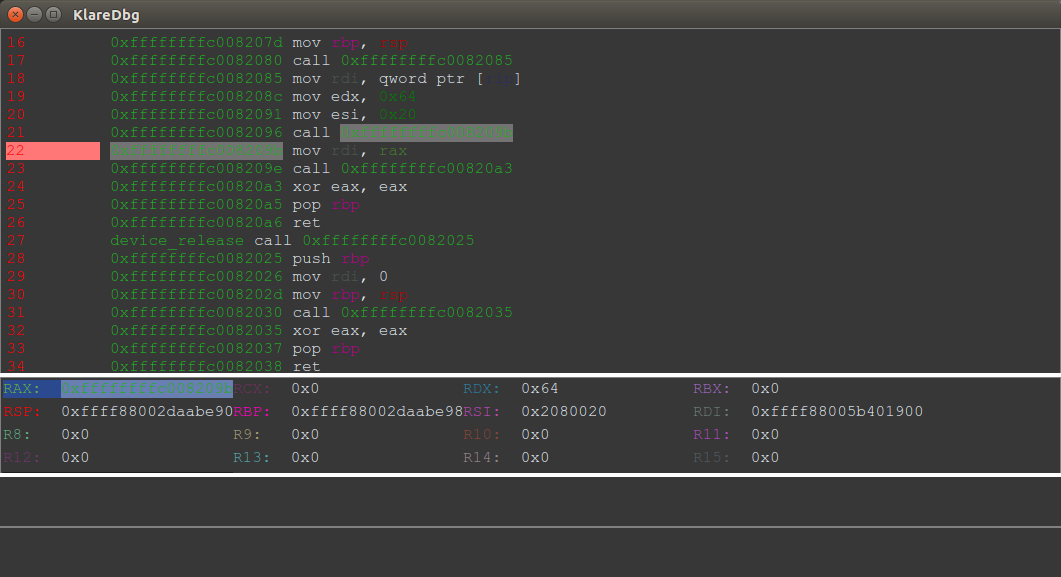 KlareDbg
16 0xffffffffc008207d mov rbp, rsp
17 0xffffffffc0082080 call 0xffffffffc0082085
18 0xffffffffc0082085 mov rdi, qword ptr [rip]
19 0xffffffffc008208c mov edx, 0x64
20 0xffffffffc0082091 mov esi, 0x20
21 0xffffffffc0082096 call 0xffffffffc008209b
22 0xffffffffc008209b mov rdi, rax
23 0xffffffffc008209e call 0xffffffffc00820a3
24 0xffffffffc00820a3 xor eax, eax
25 0xffffffffc00820a5 pop rbp
26 0xffffffffc00820a6 ret
27 device_release call 0xffffffffc0082025
28 0xffffffffc0082025 push rbp
29 0xffffffffc0082026 mov rdi, 0
30 0xffffffffc008202d mov rbp, rsp
31 0xffffffffc0082030 call 0xffffffffc0082035
32 0xffffffffc0082035 xor eax, eax
33 0xffffffffc0082037 pop rbp
34 0xffffffffc0082038 ret
RAX: 0xffffffffc008209b RCX: 0x0 RDX: 0x64 RBX: 0x0
RSP: 0xffff88002daabe90 RBP: 0xffff88002daabe98 RSI: 0x2080020 RDI: 0xffff88005b401900
R8: 0x0 R9: 0x0 R10: 0x0 R11: 0x0
R12: 0x0 R13: 0x0 R14: 0x0 R15: 0x0